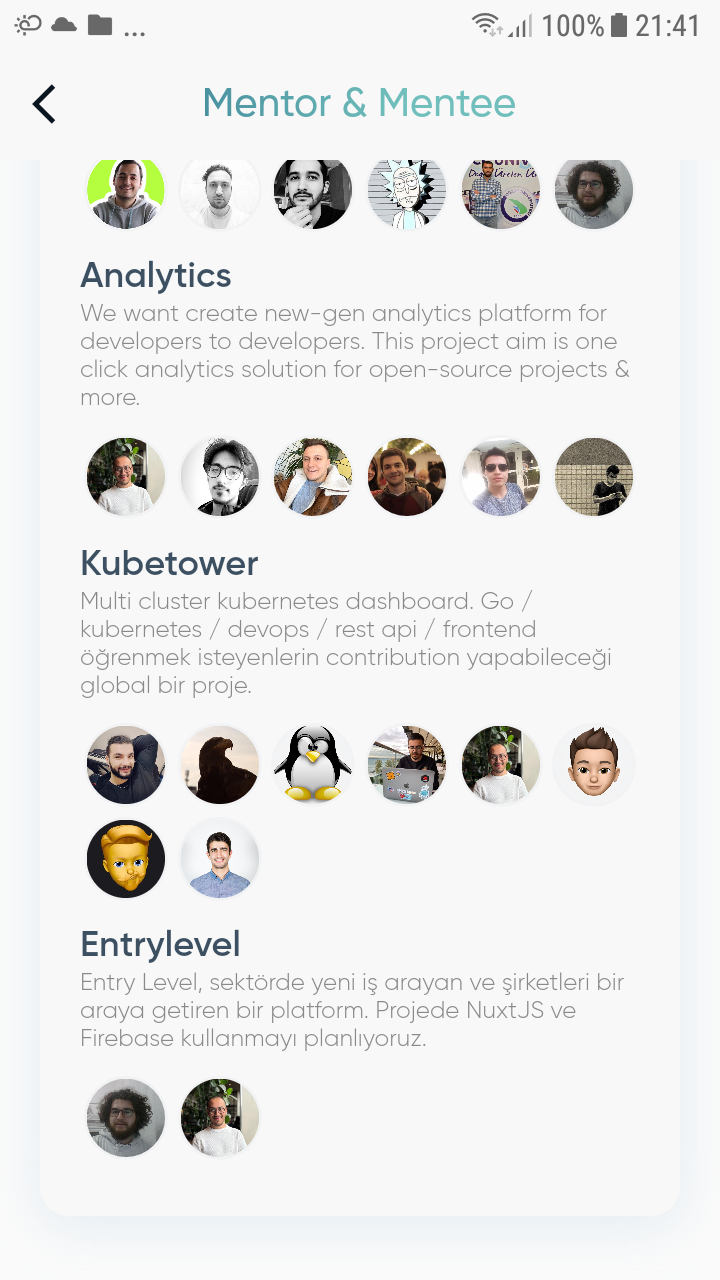 ... 100% 21:41
Mentor & Mentee
Analytics
We want create new-gen analytics platform for
developers to developers. This project aim is one
click analytics solution for open-source projects &
more.
Kubetower
Multi cluster kubernetes dashboard. Go /
kubernetes / devops / rest api / frontend
öğrenmek isteyenlerin contribution yapabileceği
global bir proje.
Entrylevel
Entry Level, sektörde yeni iş arayan ve şirketleri bir
araya getiren bir platform. Projede NuxtJS ve
Firebase kullanmayı planlıyoruz.